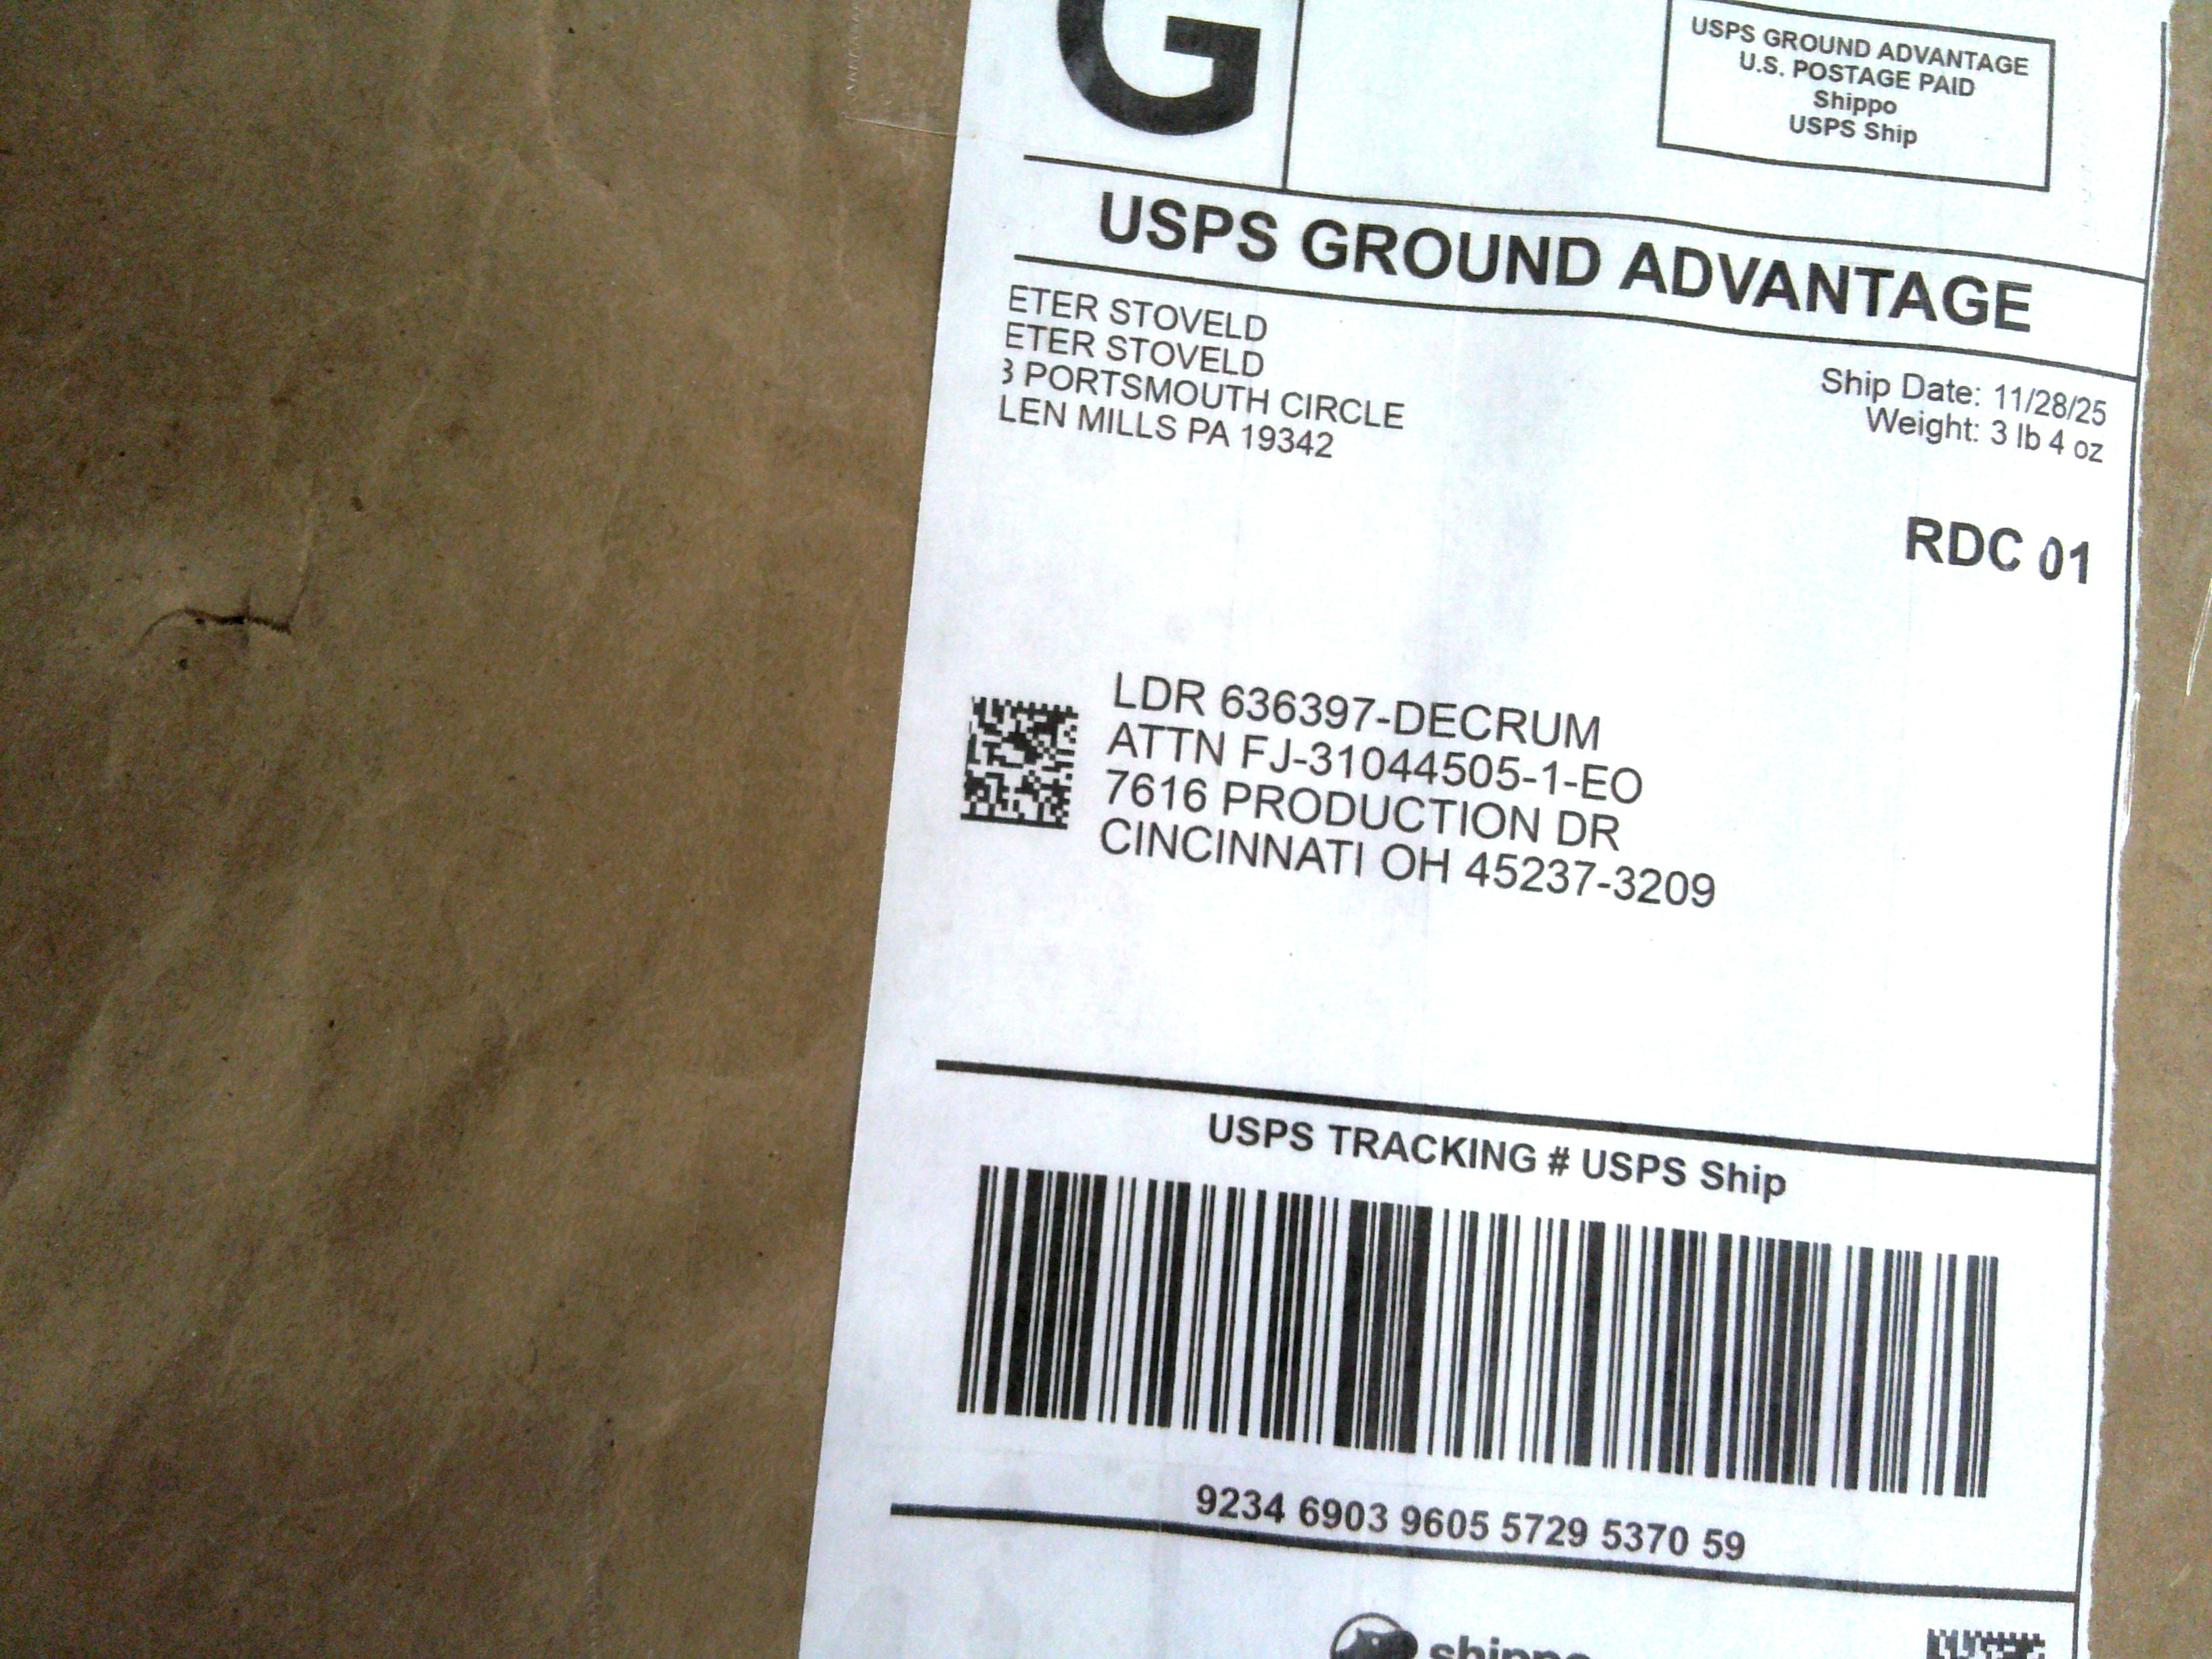 G
USPS GROUND ADVANTAGE
U.S. POSTAGE PAID
Shippo
USPS Ship
USPS GROUND ADVANTAGE
ETER STOVELD
ETER STOVELD
3 PORTSMOUTH CIRCLE
LEN MILLS PA 19342
Ship Date: 11/28/25
Weight: 3 lb 4 oz
RDC 01
LDR 636397-DECRUM
ATTN FJ-31044505-1-EO
7616 PRODUCTION DR
CINCINNATI OH 45237-3209
USPS TRACKING # USPS Ship
9234 6903 9605 5729 5370 59
shippo